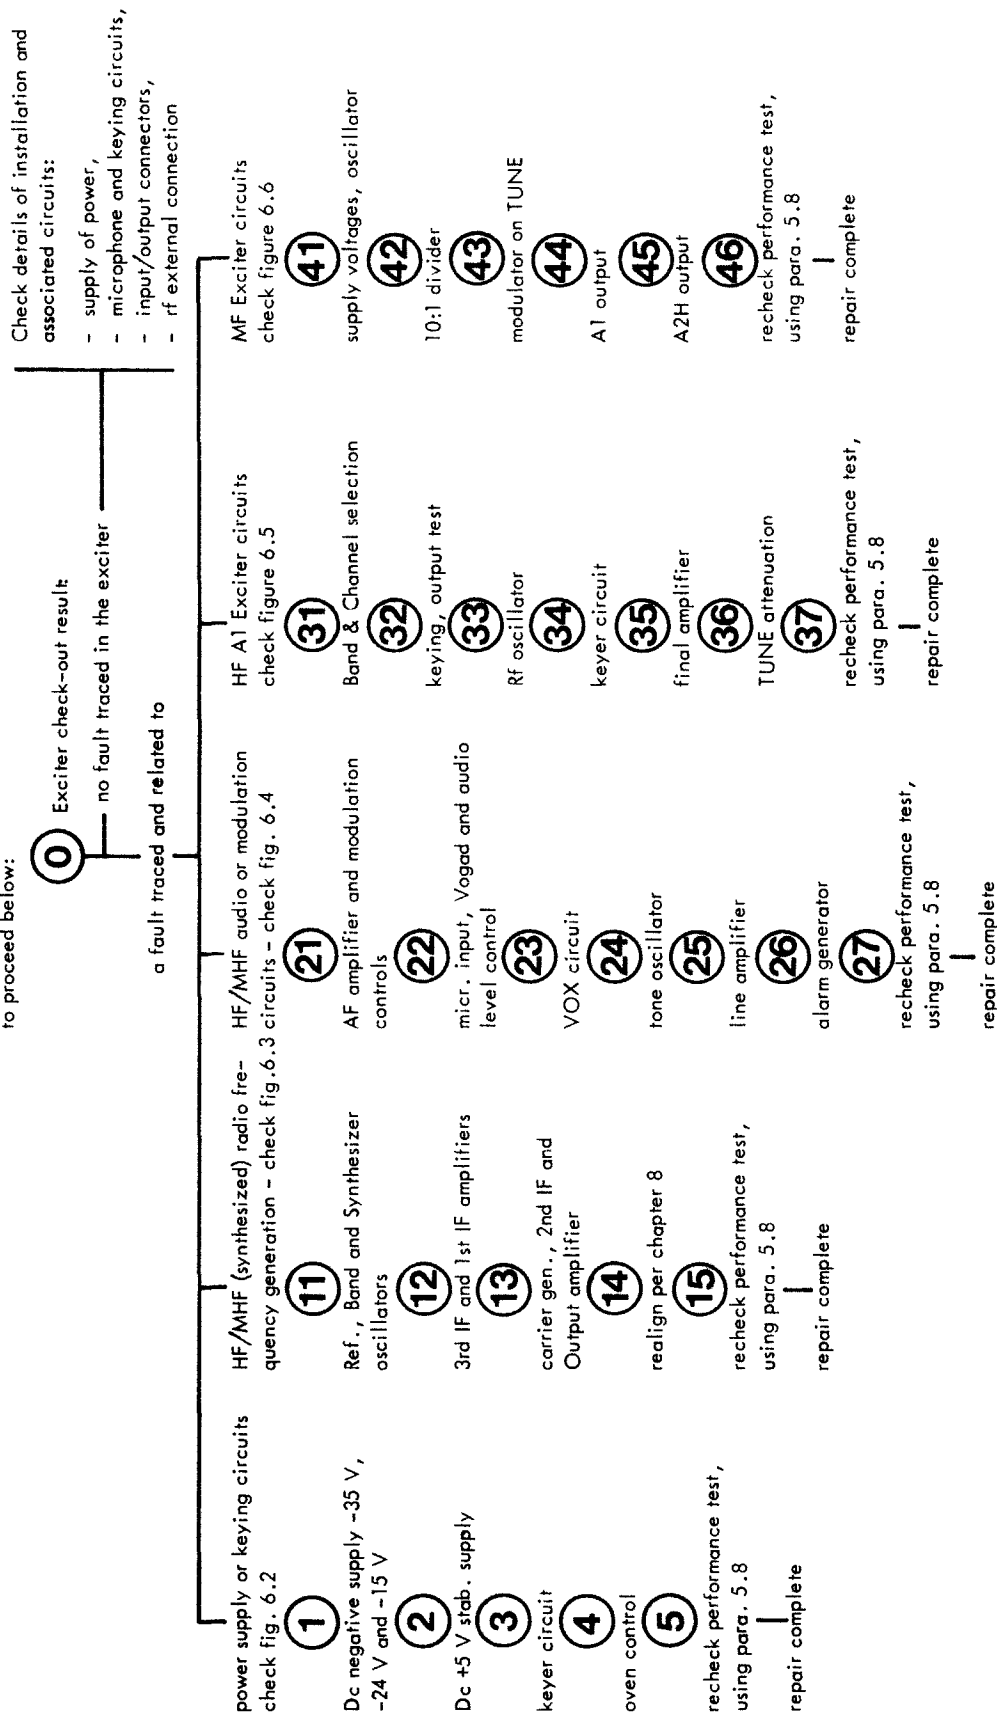 to proceed below:
0 Exciter check-out result:
no fault traced in the exciter
Check details of installation and
associated circuits:
- supply of power,
- microphone and keying circuits,
- input/output connectors,
- rf external connection
a fault traced and related to
power supply or keying circuits
check fig. 6.2
1
Dc negative supply -35 V,
-24 V and -15 V
2
Dc +5 V stab. supply
3
keyer circuit
4
oven control
5
recheck performance test,
using para. 5.8
repair complete
HF/MHF (synthesized) radio fre-
quency generation - check fig.6.3
11
Ref., Band and Synthesizer
oscillators
12
3rd IF and 1st IF amplifiers
13
carrier gen., 2nd IF and
Output amplifier
14
realign per chapter 8
15
recheck performance test,
using para. 5.8
repair complete
HF/MHF audio or modulation
circuits - check fig. 6.4
21
AF amplifier and modulation
controls
22
micr. input, Vogad and audio
level control
23
VOX circuit
24
tone oscillator
25
line amplifier
26
alarm generator
27
recheck performance test,
using para. 5.8
repair complete
HF A1 Exciter circuits
check figure 6.5
31
Band & Channel selection
32
keying, output test
33
Rf oscillator
34
keyer circuit
35
final amplifier
36
TUNE attenuation
37
recheck performance test,
using para. 5.8
repair complete
MF Exciter circuits
check figure 6.6
41
supply voltages, oscillator
42
10:1 divider
43
modulator on TUNE
44
A1 output
45
A2H output
46
recheck performance test,
using para. 5.8
repair complete